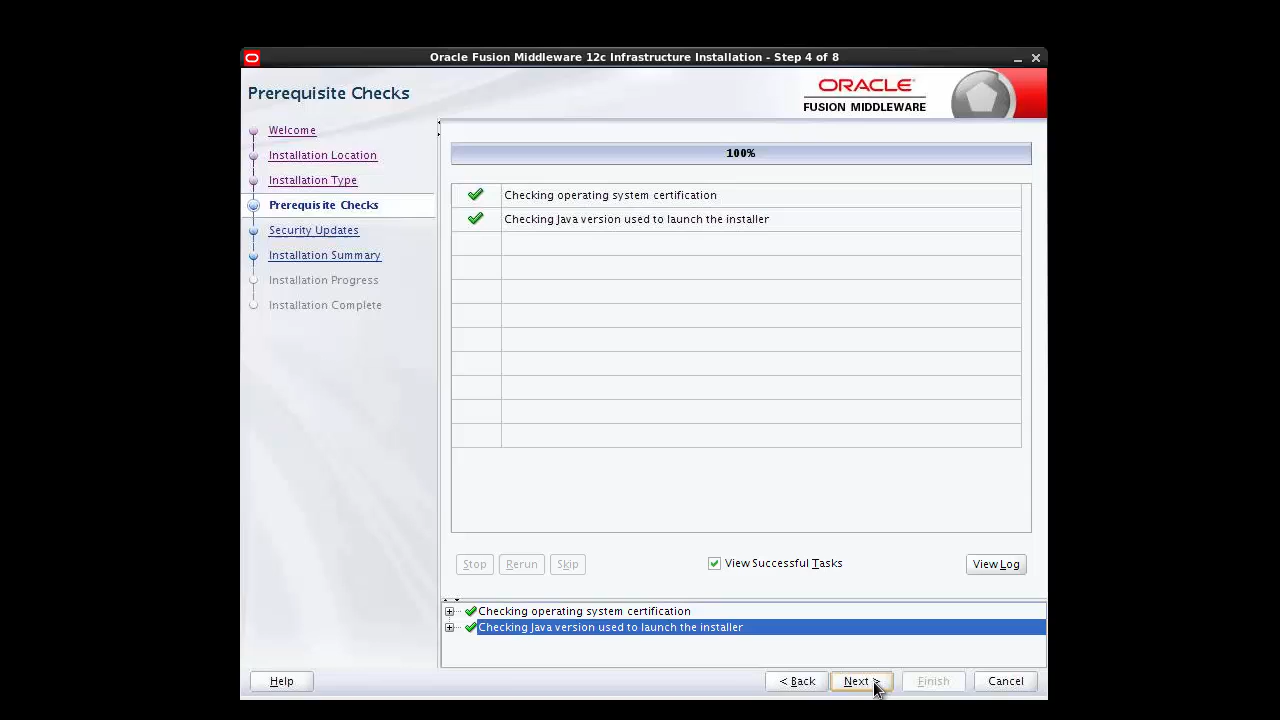 Oracle Fusion Middleware 12c Infrastructure Installation - Step 4 of 8
Prerequisite Checks
ORACLE
FUSION MIDDLEWARE
Welcome
Installation Location
Installation Type
Prerequisite Checks
Security Updates
Installation Summary
Installation Progress
Installation Complete
100%
Checking operating system certification
Checking Java version used to launch the installer
Stop
Rerun
Skip
View Successful Tasks
View Log
Checking operating system certification
Checking Java version used to launch the installer
Help
< Back
Next >
Finish
Cancel